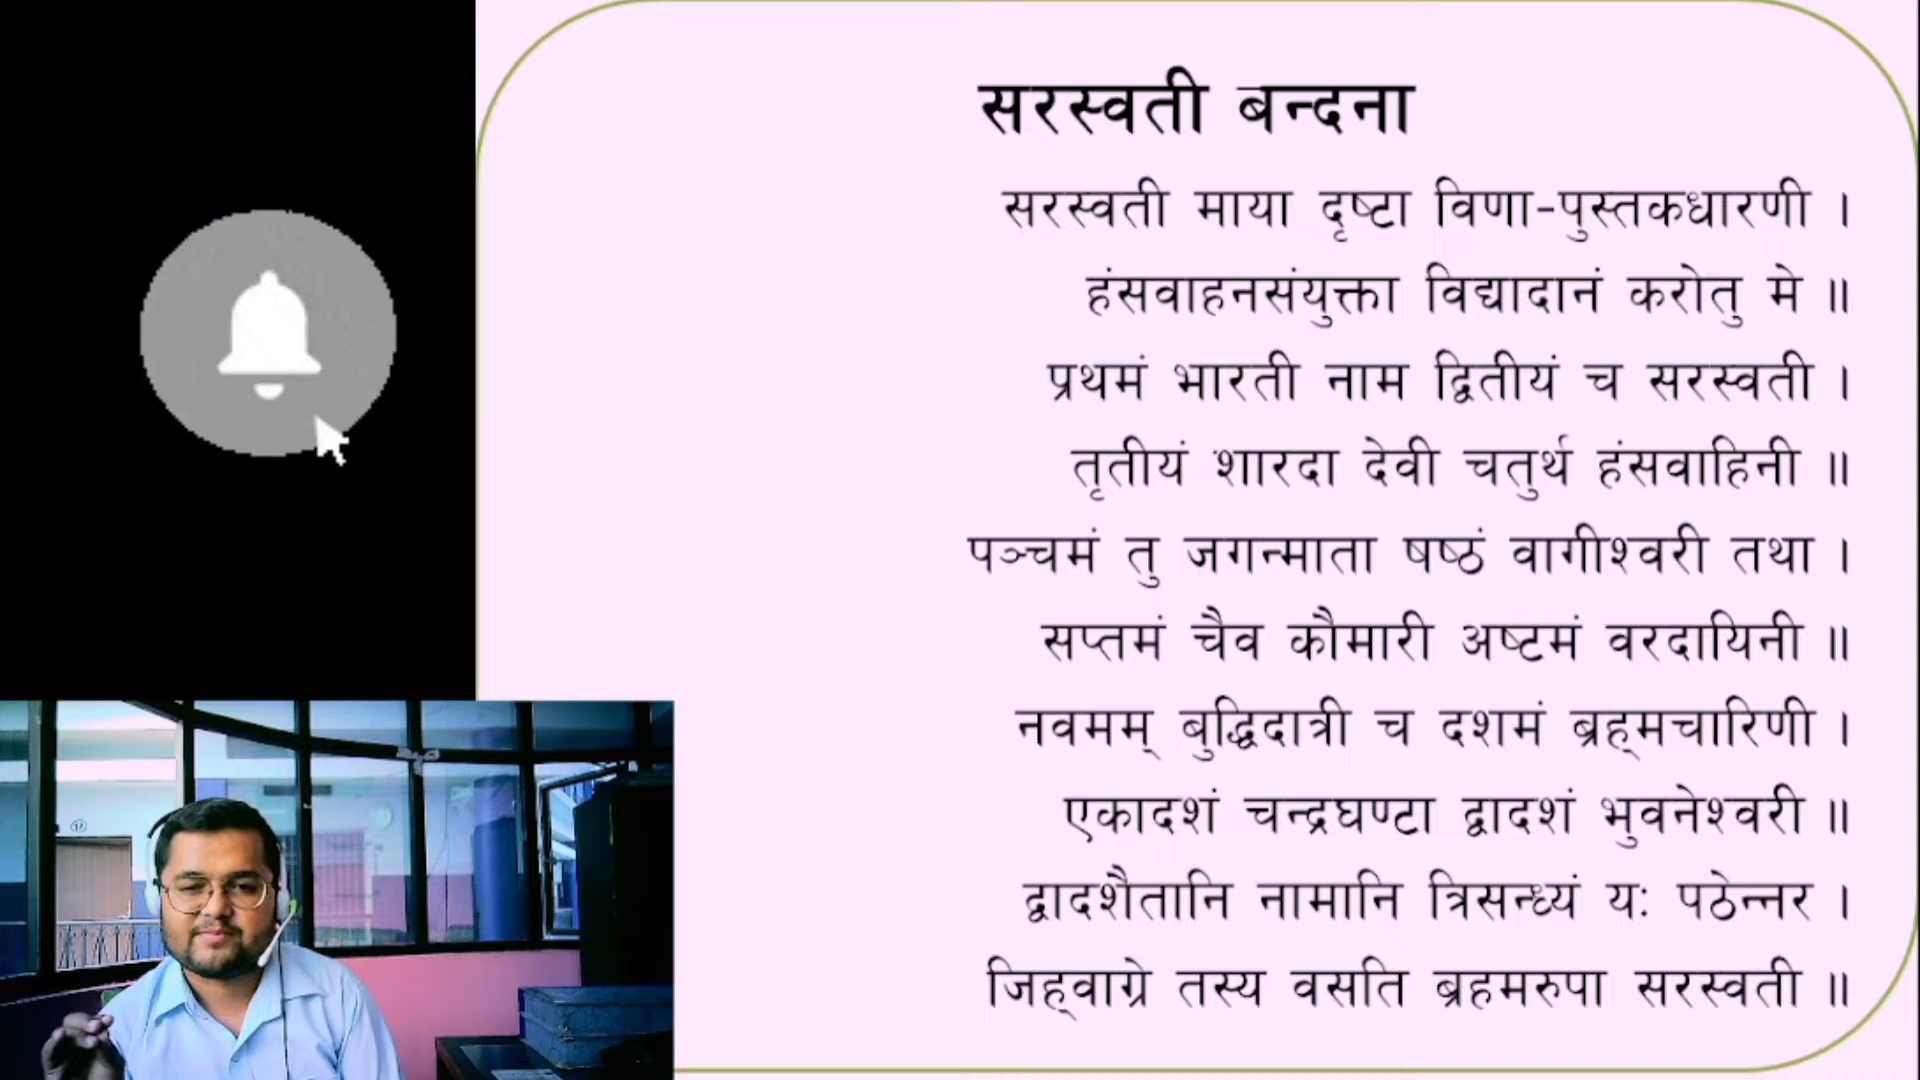 सरस्वती बन्दना
सरस्वती माया दृष्टा विणा-पुस्तकधारणी ।
हंसवाहनसंयुक्ता विद्यादानं करोतु मे ॥
प्रथमं भारती नाम द्वितीयं च सरस्वती ।
तृतीयं शारदा देवी चतुर्थ हंसवाहिनी ॥
पञ्चमं तु जगन्माता षष्ठं वागीश्वरी तथा ।
सप्तमं चैव कौमारी अष्टमं वरदायिनी ॥
नवमम् बुद्धिदात्री च दशमं ब्रह्मचारिणी ।
एकादशं चन्द्रघण्टा द्वादशं भुवनेश्वरी ॥
द्वादशैतानि नामानि त्रिसन्ध्यं यः पठेन्नर ।
जिह्वाग्रे तस्य वसति ब्रहमरुपा सरस्वती ॥